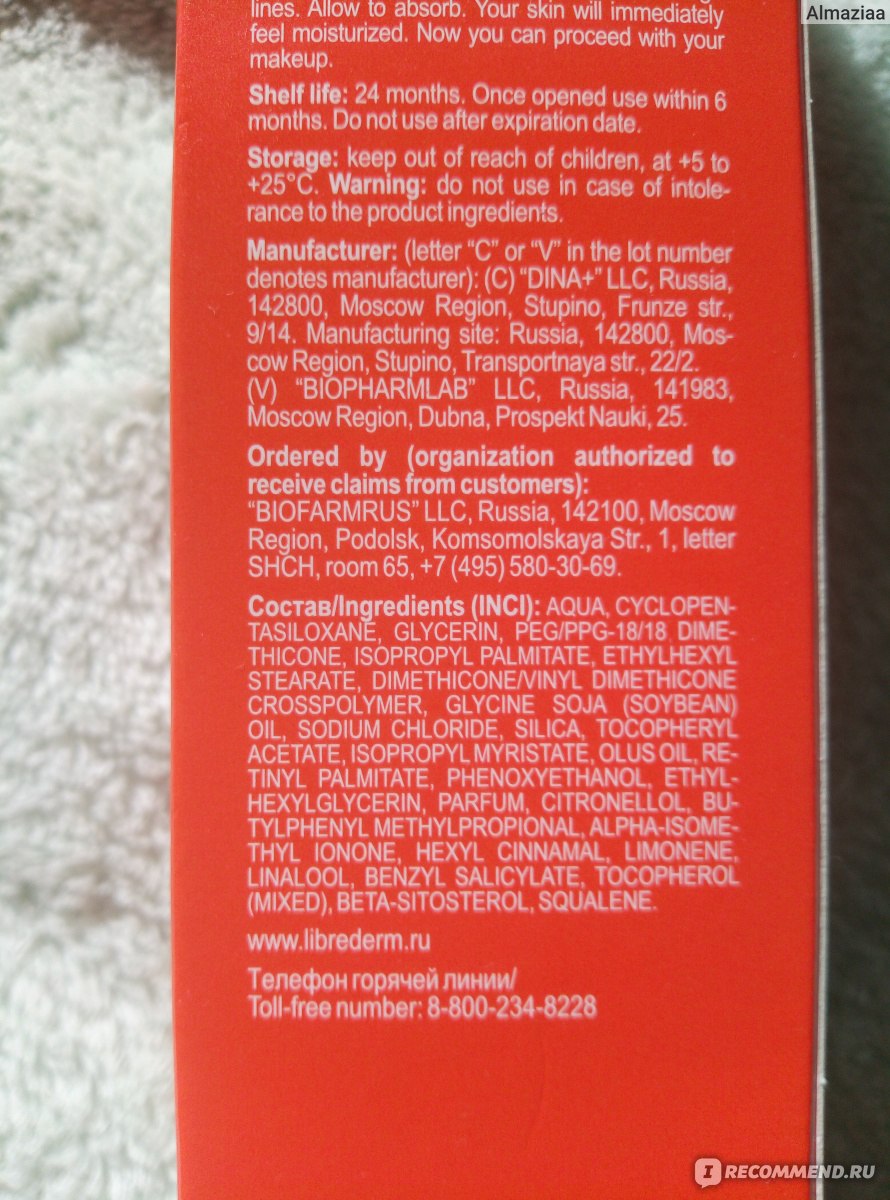 Almaziaa
lines. Allow to absorb. Your skin will immediately
feel moisturized. Now you can proceed with your
makeup.
Shelf life: 24 months. Once opened use within 6
months. Do not use after expiration date.
Storage: keep out of reach of children, at +5 to
+25°C. Warning: do not use in case of intole-
rance to the product ingredients.
Manufacturer: (letter “C” or “V” in the lot number
denotes manufacturer): (C) “DINA+” LLC, Russia,
142800, Moscow Region, Stupino, Frunze str.,
9/14. Manufacturing site: Russia, 142800, Mos-
cow Region, Stupino, Transportnaya str., 22/2.
(V) “BIOPHARMLAB” LLC, Russia, 141983,
Moscow Region, Dubna, Prospekt Nauki, 25.
Ordered by (organization authorized to
receive claims from customers):
“BIOFARMRUS” LLC, Russia, 142100, Moscow
Region, Podolsk, Komsomolskaya Str., 1, letter
SHCH, room 65, +7 (495) 580-30-69.
Состав/Ingredients (INCI): AQUA, CYCLOPEN-
TASILOXANE, GLYCERIN, PEG/PPG-18/18 DIME-
THICONE, ISOPROPYL PALMITATE, ETHYLHEXYL
STEARATE, DIMETHICONE/VINYL DIMETHICONE
CROSSPOLYMER, GLYCINE SOJA (SOYBEAN)
OIL, SODIUM CHLORIDE, SILICA, TOCOPHERYL
ACETATE, ISOPROPYL MYRISTATE, OLUS OIL, RE-
TINYL PALMITATE, PHENOXYETHANOL, ETHYL-
HEXYLGLYCERIN, PARFUM, CITRONELLOL, BU-
TYLPHENYL METHYLPROPIONAL, ALPHA-ISOME-
THYL IONONE, HEXYL CINNAMAL, LIMONENE,
LINALOOL, BENZYL SALICYLATE, TOCOPHEROL
(MIXED), BETA-SITOSTEROL, SQUALENE.
www.librederm.ru
Телефон горячей линии/
Toll-free number: 8-800-234-8228
RECOMMEND.RU